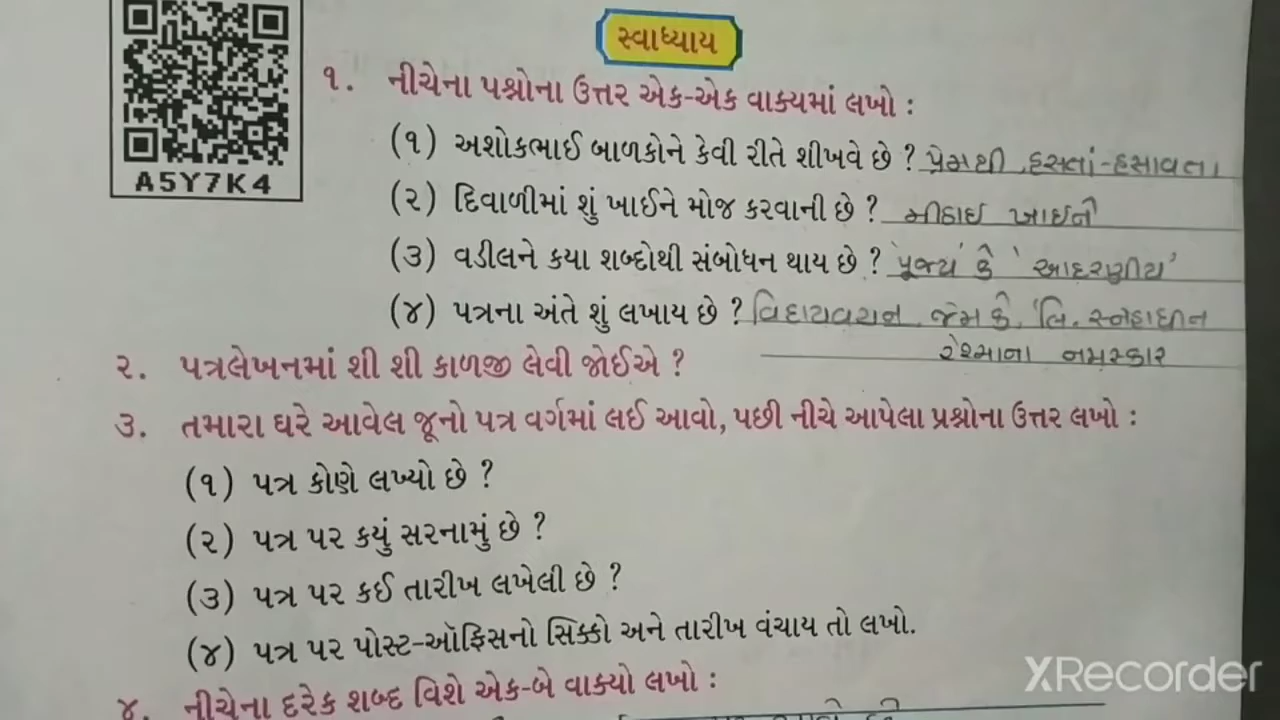 સ્વાધ્યાય
A5Y7K4
૧. નીચેના પશ્નોના ઉત્તર એક-એક વાક્યમાં લખો :
(૧) અશોકભાઈ બાળકોને કેવી રીતે શીખવે છે ? પ્રેમથી, હસતાં-હસાવતા
(૨) દિવાળીમાં શું ખાઈને મોજ કરવાની છે ? મીઠાઇ ખાઇને
(૩) વડીલને કયા શબ્દોથી સંબોધન થાય છે ? 'પૂજ્ય' કે 'આદરણીય'
(૪) પત્રના અંતે શું લખાય છે ? વિદાયવચન. જેમ કે, 'લિ. સ્નેહાધીન
રેશ્માના નમસ્કાર
૨. પત્રલેખનમાં શી શી કાળજી લેવી જોઈએ ?
૩. તમારા ઘરે આવેલ જૂનો પત્ર વર્ગમાં લઈ આવો, પછી નીચે આપેલા પ્રશ્નોના ઉત્તર લખો :
(૧) પત્ર કોણે લખ્યો છે ?
(૨) પત્ર પર કયું સરનામું છે ?
(૩) પત્ર પર કઈ તારીખ લખેલી છે ?
(૪) પત્ર પર પોસ્ટ-ઑફિસનો સિક્કો અને તારીખ વંચાય તો લખો.
૪. નીચેના દરેક શબ્દ વિશે એક-બે વાક્યો લખો :
XRecorder